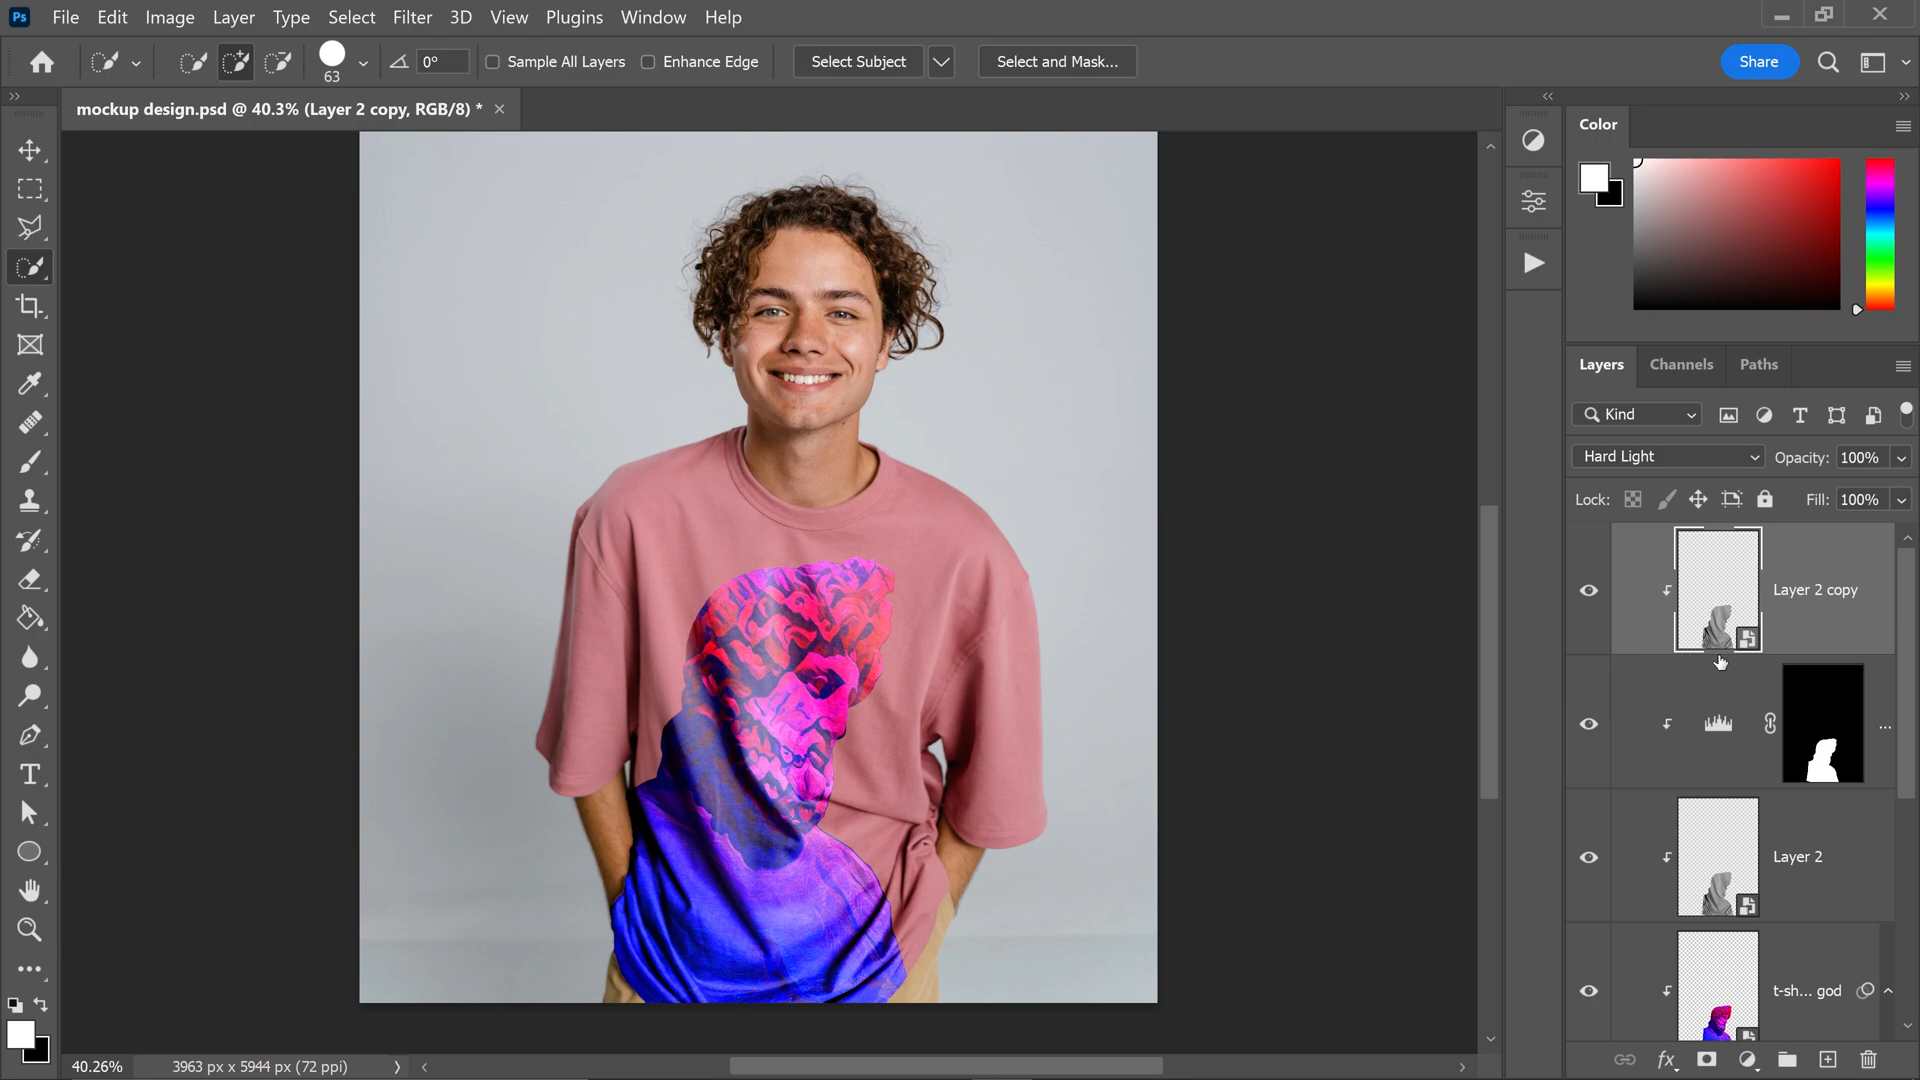 Ps File Edit Image Layer Type Select Filter 3D View Plugins Window Help
63 0° Sample All Layers Enhance Edge Select Subject Select and Mask... Share
mockup design.psd @ 40.3% (Layer 2 copy, RGB/8) *
Color
Layers Channels Paths
Kind
Hard Light Opacity: 100%
Lock: Fill: 100%
Layer 2 copy
...
Layer 2
t-sh... god
fx
40.26% 3963 px x 5944 px (72 ppi)